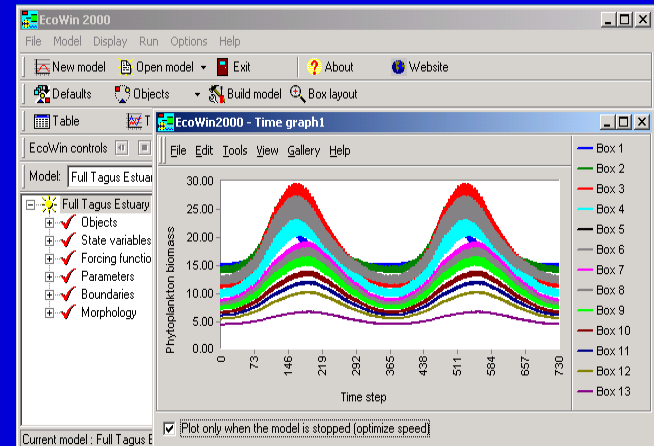 EcoWin 2000
File Model Display Run Options Help
New model Open model Exit About Website
Defaults Objects Build model Box layout
Table T
EcoWin controls
Model: Full Tagus Estuar
Full Tagus Estuary
Objects
State variables
Forcing functio
Parameters
Boundaries
Morphology
Current model : Full Tagus E
EcoWin2000 - Time graph1
File Edit Tools View Gallery Help
Phytoplankton biomass
30.00
25.00
20.00
15.00
10.00
5.00
0.00
0 73 146 219 292 365 438 511 584 657 730
Time step
Box 1
Box 2
Box 3
Box 4
Box 5
Box 6
Box 7
Box 8
Box 9
Box 10
Box 11
Box 12
Box 13
Plot only when the model is stopped (optimize speed)